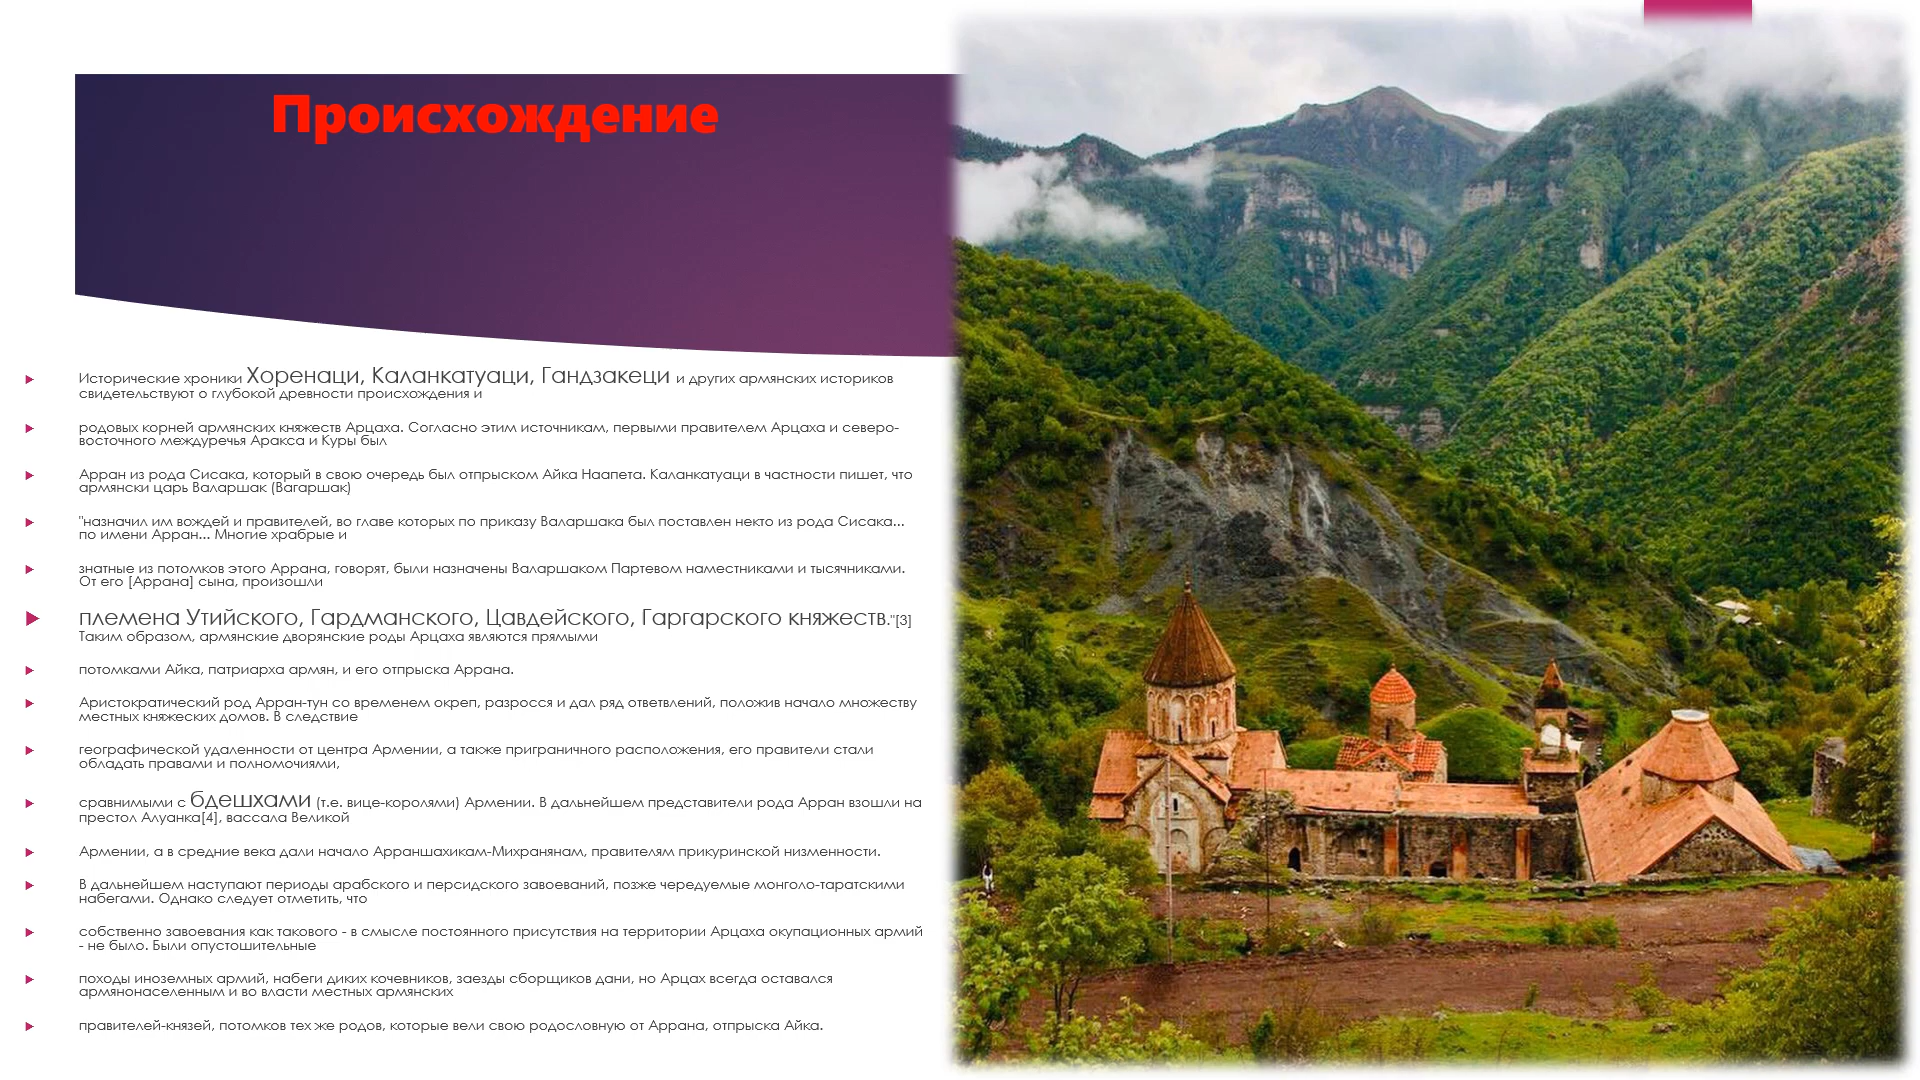 Происхождение
Исторические хроники Хоренаци, Каланкатуаци, Гандзакеци и других армянских историков
свидетельствуют о глубокой древности происхождения и
родовых корней армянских княжеств Арцаха. Согласно этим источникам, первыми правителем Арцаха и северо-
восточного междуречья Аракса и Куры был
Арран из рода Сисака, который в свою очередь был отпрыском Айка Наапета. Каланкатуаци в частности пишет, что
армянски царь Валаршак (Вагаршак)
"назначил им вождей и правителей, во главе которых по приказу Валаршака был поставлен некто из рода Сисака...
по имени Арран... Многие храбрые и
знатные из потомков этого Аррана, говорят, были назначены Валаршаком Партевом наместниками и тысячниками.
От его [Аррана] сына, произошли
племена Утийского, Гардманского, Цавдейского, Гаргарского княжеств."[3]
Таким образом, армянские дворянские роды Арцаха являются прямыми
потомками Айка, патриарха армян, и его отпрыска Аррана.
Аристократический род Арран-тун со временем окреп, разросся и дал ряд ответвлений, положив начало множеству
местных княжеских домов. В следствие
географической удаленности от центра Армении, а также приграничного расположения, его правители стали
обладать правами и полномочиями,
сравнимыми с бдешхами (т.е. вице-королями) Армении. В дальнейшем представители рода Арран взошли на
престол Алуанка[4], вассала Великой
Армении, а в средние века дали начало Арраншахикам-Михранянам, правителям прикуринской низменности.
В дальнейшем наступают периоды арабского и персидского завоеваний, позже чередуемые монголо-таратскими
набегами. Однако следует отметить, что
собственно завоевания как такового - в смысле постоянного присутствия на территории Арцаха окупационных армий
- не было. Были опустошительные
походы иноземных армий, набеги диких кочевников, заезды сборщиков дани, но Арцах всегда оставался
армянонаселенным и во власти местных армянских
правителей-князей, потомков тех же родов, которые вели свою родословную от Аррана, отпрыска Айка.